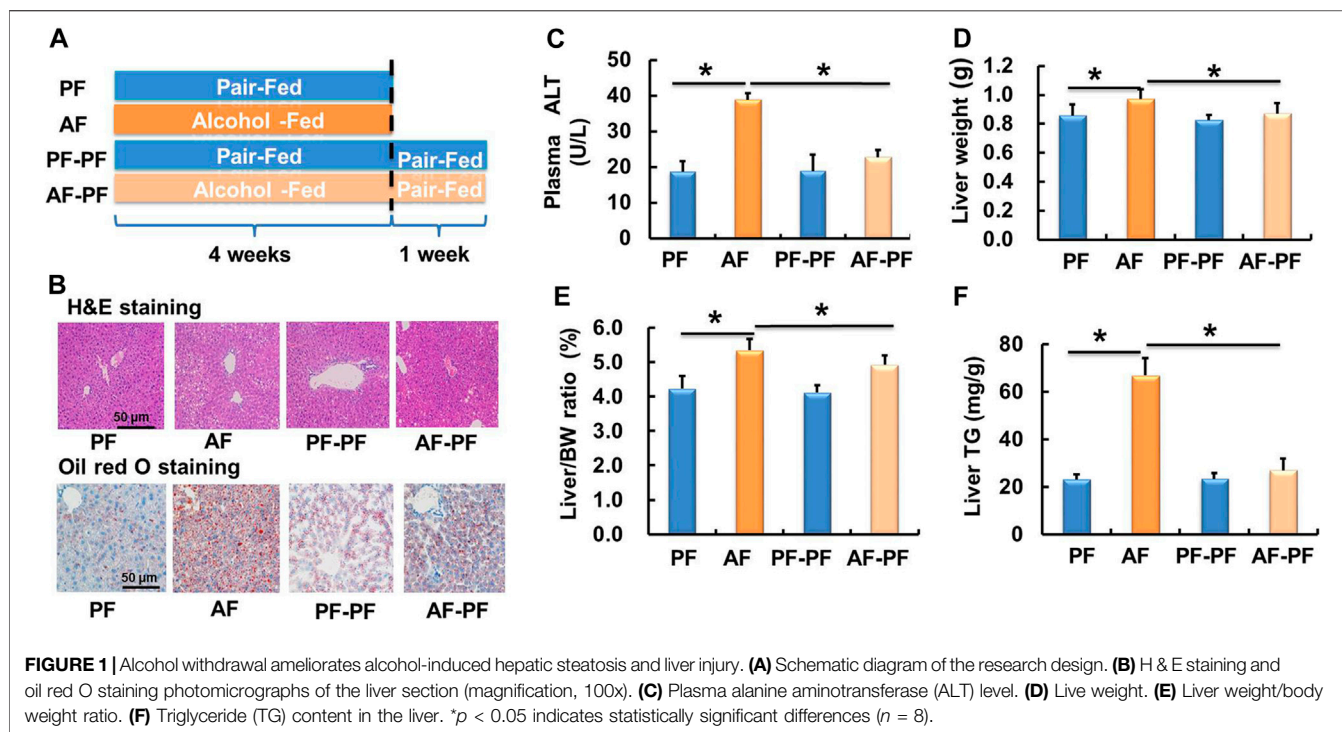 A
PF
Pair-Fed
AF
Alcohol -Fed
PF-PF
Pair-Fed
Pair-Fed
AF-PF
Alcohol -Fed
Pair-Fed
4 weeks
1 week
B
H&E staining
50 µm
PF
AF
PF-PF
AF-PF
Oil red O staining
50 µm
PF
AF
PF-PF
AF-PF
C
Plasma ALT
(U/L)
50
40
30
20
10
0
*
*
PF
AF
PF-PF
AF-PF
D
Liver weight (g)
1.2
1.0
0.8
0.6
0.4
0.2
0.0
*
*
PF
AF
PF-PF
AF-PF
E
Liver/BW ratio (%)
6.0
5.0
4.0
3.0
2.0
1.0
0.0
*
*
PF
AF
PF-PF
AF-PF
F
Liver TG (mg/g)
80
60
40
20
0
*
*
PF
AF
PF-PF
AF-PF
FIGURE 1 | Alcohol withdrawal ameliorates alcohol-induced hepatic steatosis and liver injury. (A) Schematic diagram of the research design. (B) H & E staining and
oil red O staining photomicrographs of the liver section (magnification, 100x). (C) Plasma alanine aminotransferase (ALT) level. (D) Live weight. (E) Liver weight/body
weight ratio. (F) Triglyceride (TG) content in the liver. *p < 0.05 indicates statistically significant differences (n = 8).